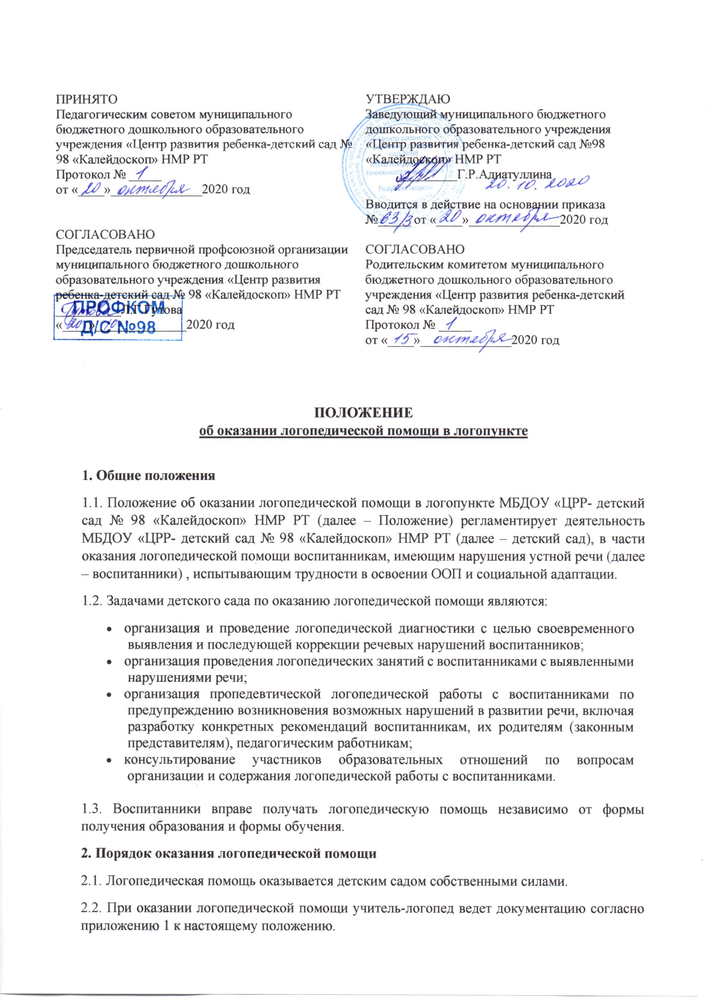 ПРИНЯТО
Педагогическим советом муниципального
бюджетного дошкольного образовательного
учреждения «Центр развития ребенка-детский сад №
98 «Калейдоскоп» НМР РТ
Протокол № 1
от «20» октября 2020 год
СОГЛАСОВАНО
Председатель первичной профсоюзной организации
муниципального бюджетного дошкольного
образовательного учреждения «Центр развития
ребенка-детский сад № 98 «Калейдоскоп» НМР РТ
Гутова Л.Г.Гутова
«20» 10 2020 год
ПРОФКОМ
Д/С №98
УТВЕРЖДАЮ
Заведующий муниципального бюджетного
дошкольного образовательного учреждения
«Центр развития ребенка-детский сад №98
«Калейдоскоп» НМР РТ
Г.Р.Адиатуллина
20.10.2020
Вводится в действие на основании приказа
№63/3 от «20» октября 2020 год
«Центр развития
сад №98
«Калейдоскоп»
Республики Татарстан
СОГЛАСОВАНО
Родительским комитетом муниципального
бюджетного дошкольного образовательного
учреждения «Центр развития ребенка-детский
сад № 98 «Калейдоскоп» НМР РТ
Протокол № 1
от «15» октября 2020 год
ПОЛОЖЕНИЕ
об оказании логопедической помощи в логопункте
1. Общие положения
1.1. Положение об оказании логопедической помощи в логопункте МБДОУ «ЦРР- детский
сад № 98 «Калейдоскоп» НМР РТ (далее – Положение) регламентирует деятельность
МБДОУ «ЦРР- детский сад № 98 «Калейдоскоп» НМР РТ (далее – детский сад), в части
оказания логопедической помощи воспитанникам, имеющим нарушения устной речи (далее
– воспитанники) , испытывающим трудности в освоении ООП и социальной адаптации.
1.2. Задачами детского сада по оказанию логопедической помощи являются:
• организация и проведение логопедической диагностики с целью своевременного
выявления и последующей коррекции речевых нарушений воспитанников;
• организация проведения логопедических занятий с воспитанниками с выявленными
нарушениями речи;
• организация пропедевтической логопедической работы с воспитанниками по
предупреждению возникновения возможных нарушений в развитии речи, включая
разработку конкретных рекомендаций воспитанникам, их родителям (законным
представителям), педагогическим работникам;
• консультирование участников образовательных отношений по вопросам
организации и содержания логопедической работы с воспитанниками.
1.3. Воспитанники вправе получать логопедическую помощь независимо от формы
получения образования и формы обучения.
2. Порядок оказания логопедической помощи
2.1. Логопедическая помощь оказывается детским садом собственными силами.
2.2. При оказании логопедической помощи учитель-логопед ведет документацию согласно
приложению 1 к настоящему положению.